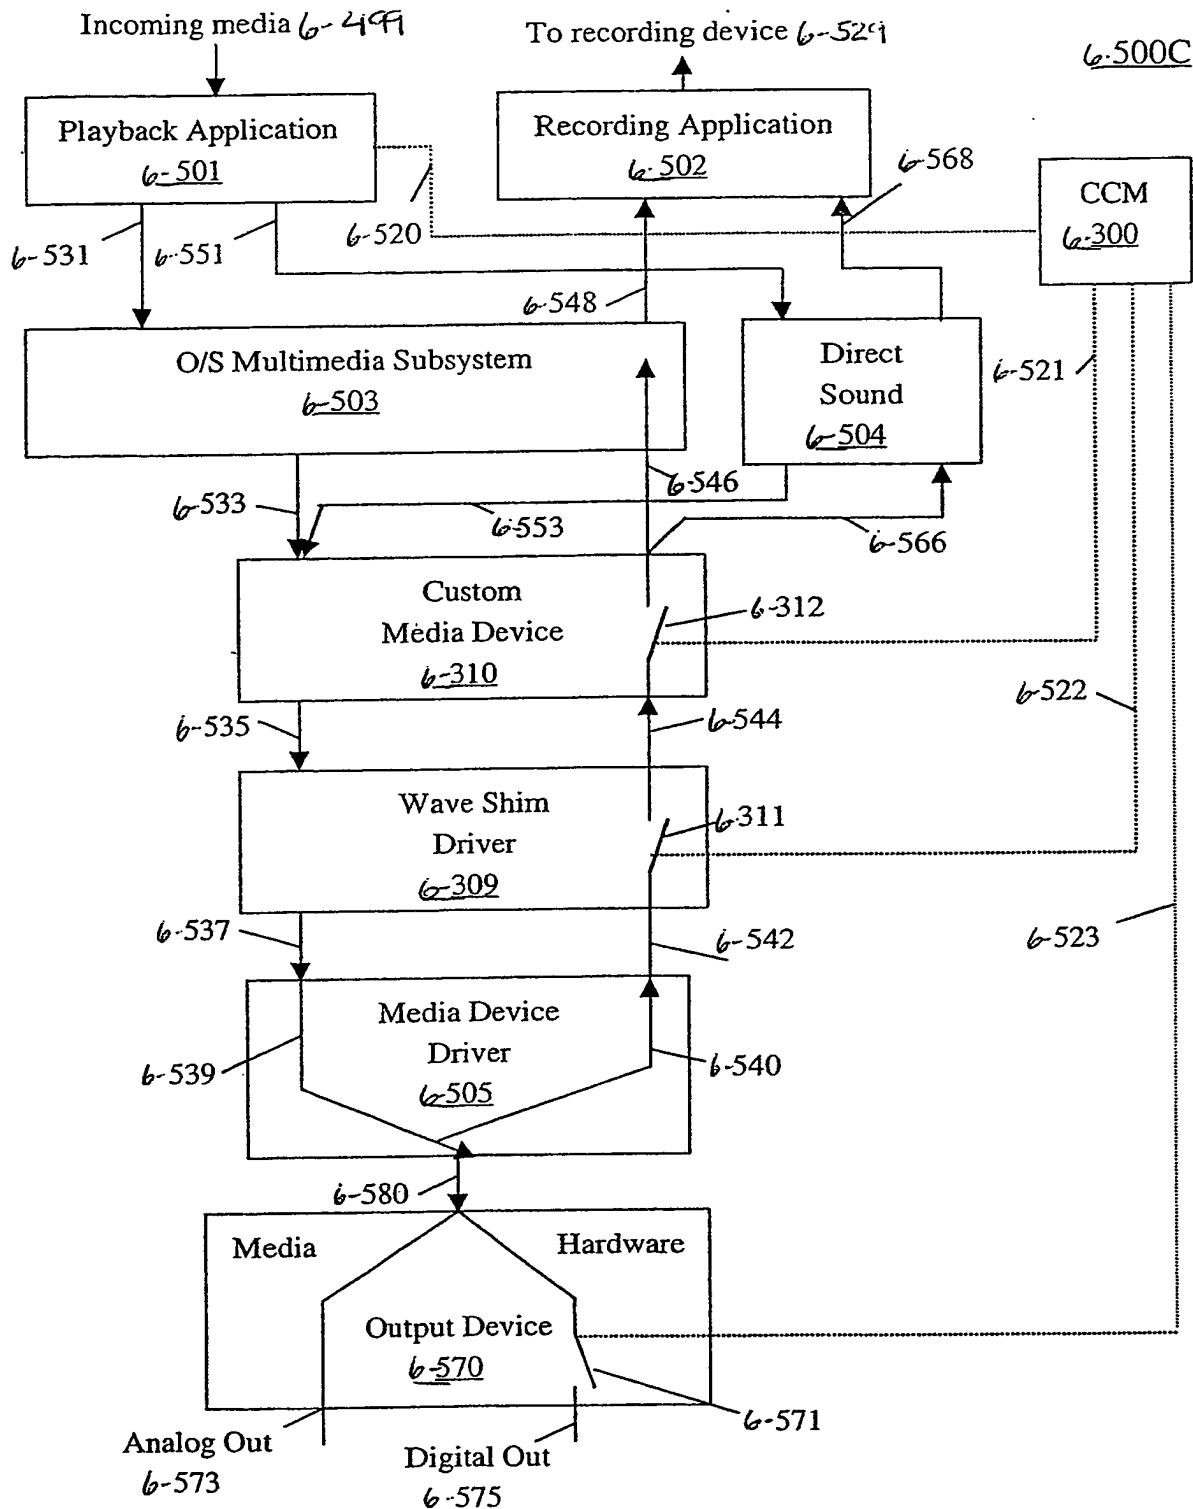 Incoming media 6-499
To recording device 6-529
6-500C
Playback Application
6-501
Recording Application
6-502
6-568
CCM
6-300
6-531
6-551
6-520
6-548
O/S Multimedia Subsystem
6-503
Direct
Sound
6-504
6-521
6-533
6-553
6-546
6-566
Custom
Media Device
6-310
6-312
6-522
6-535
6-544
Wave Shim
Driver
6-309
6-311
6-537
6-542
6-523
Media Device
Driver
6-505
6-539
6-540
6-580
Media
Hardware
Output Device
6-570
6-571
Analog Out
6-573
Digital Out
6-575